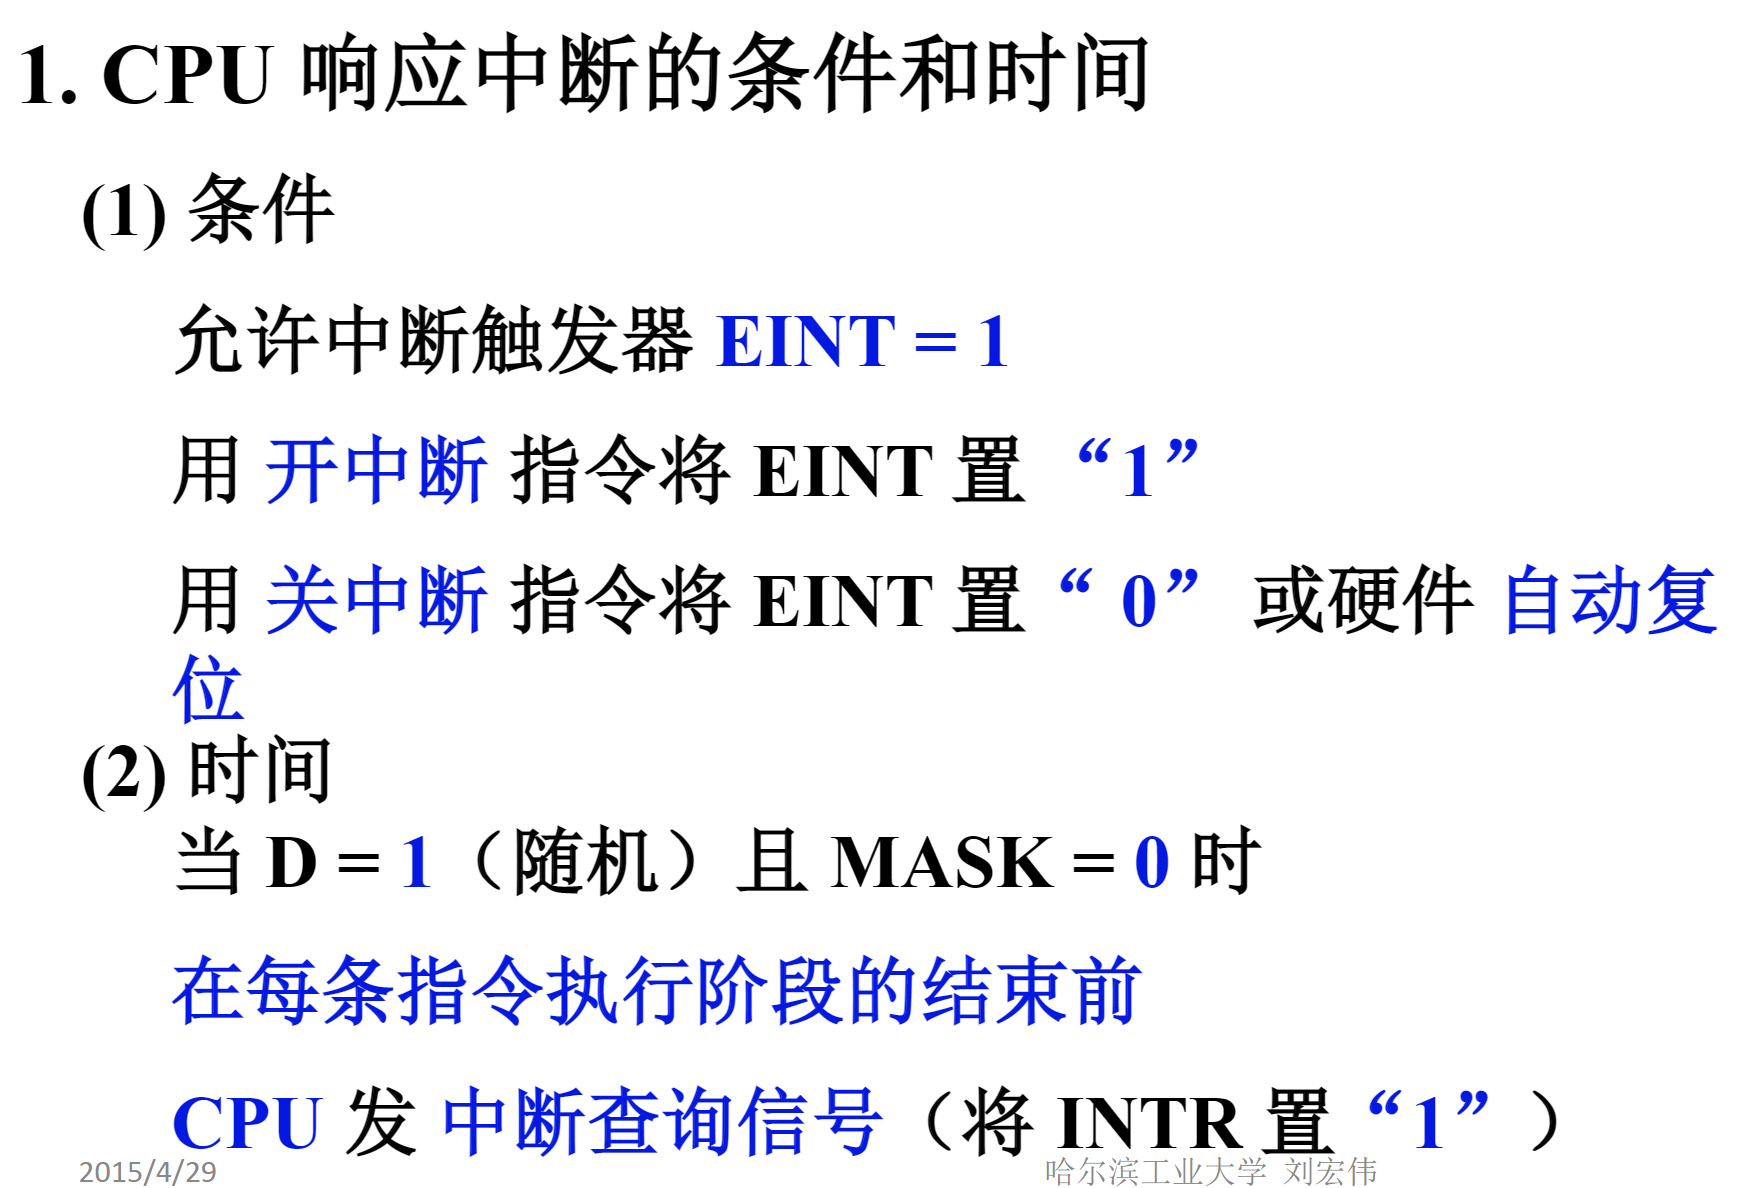 1. CPU 响应中断的条件和时间
(1) 条件
允许中断触发器 EINT = 1
用 开中断 指令将 EINT 置 “1”
用 关中断 指令将 EINT 置“ 0” 或硬件 自动复
位
(2) 时间
当 D = 1（随机）且 MASK = 0 时
在每条指令执行阶段的结束前
CPU 发 中断查询信号（将 INTR 置“1”）
2015/4/29 哈尔滨工业大学 刘宏伟